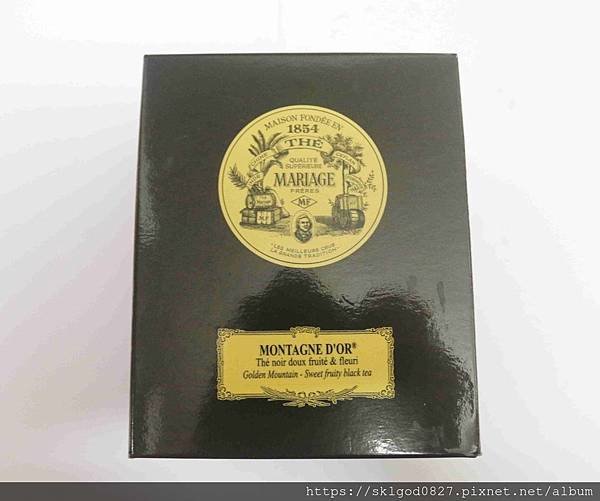 MAISON FONDÉE EN
1854
THÉ
QUALITÉ
SUPÉRIEURE
MARIAGE
FRÈRES
MF
"LES MEILLEURS CRUS
LA GRANDE TRADITION"
MONTAGNE D'OR®
Thé noir doux fruité & fleuri
Golden Mountain - Sweet fruity black tea
https://sklgod0827.pixnet.net/album